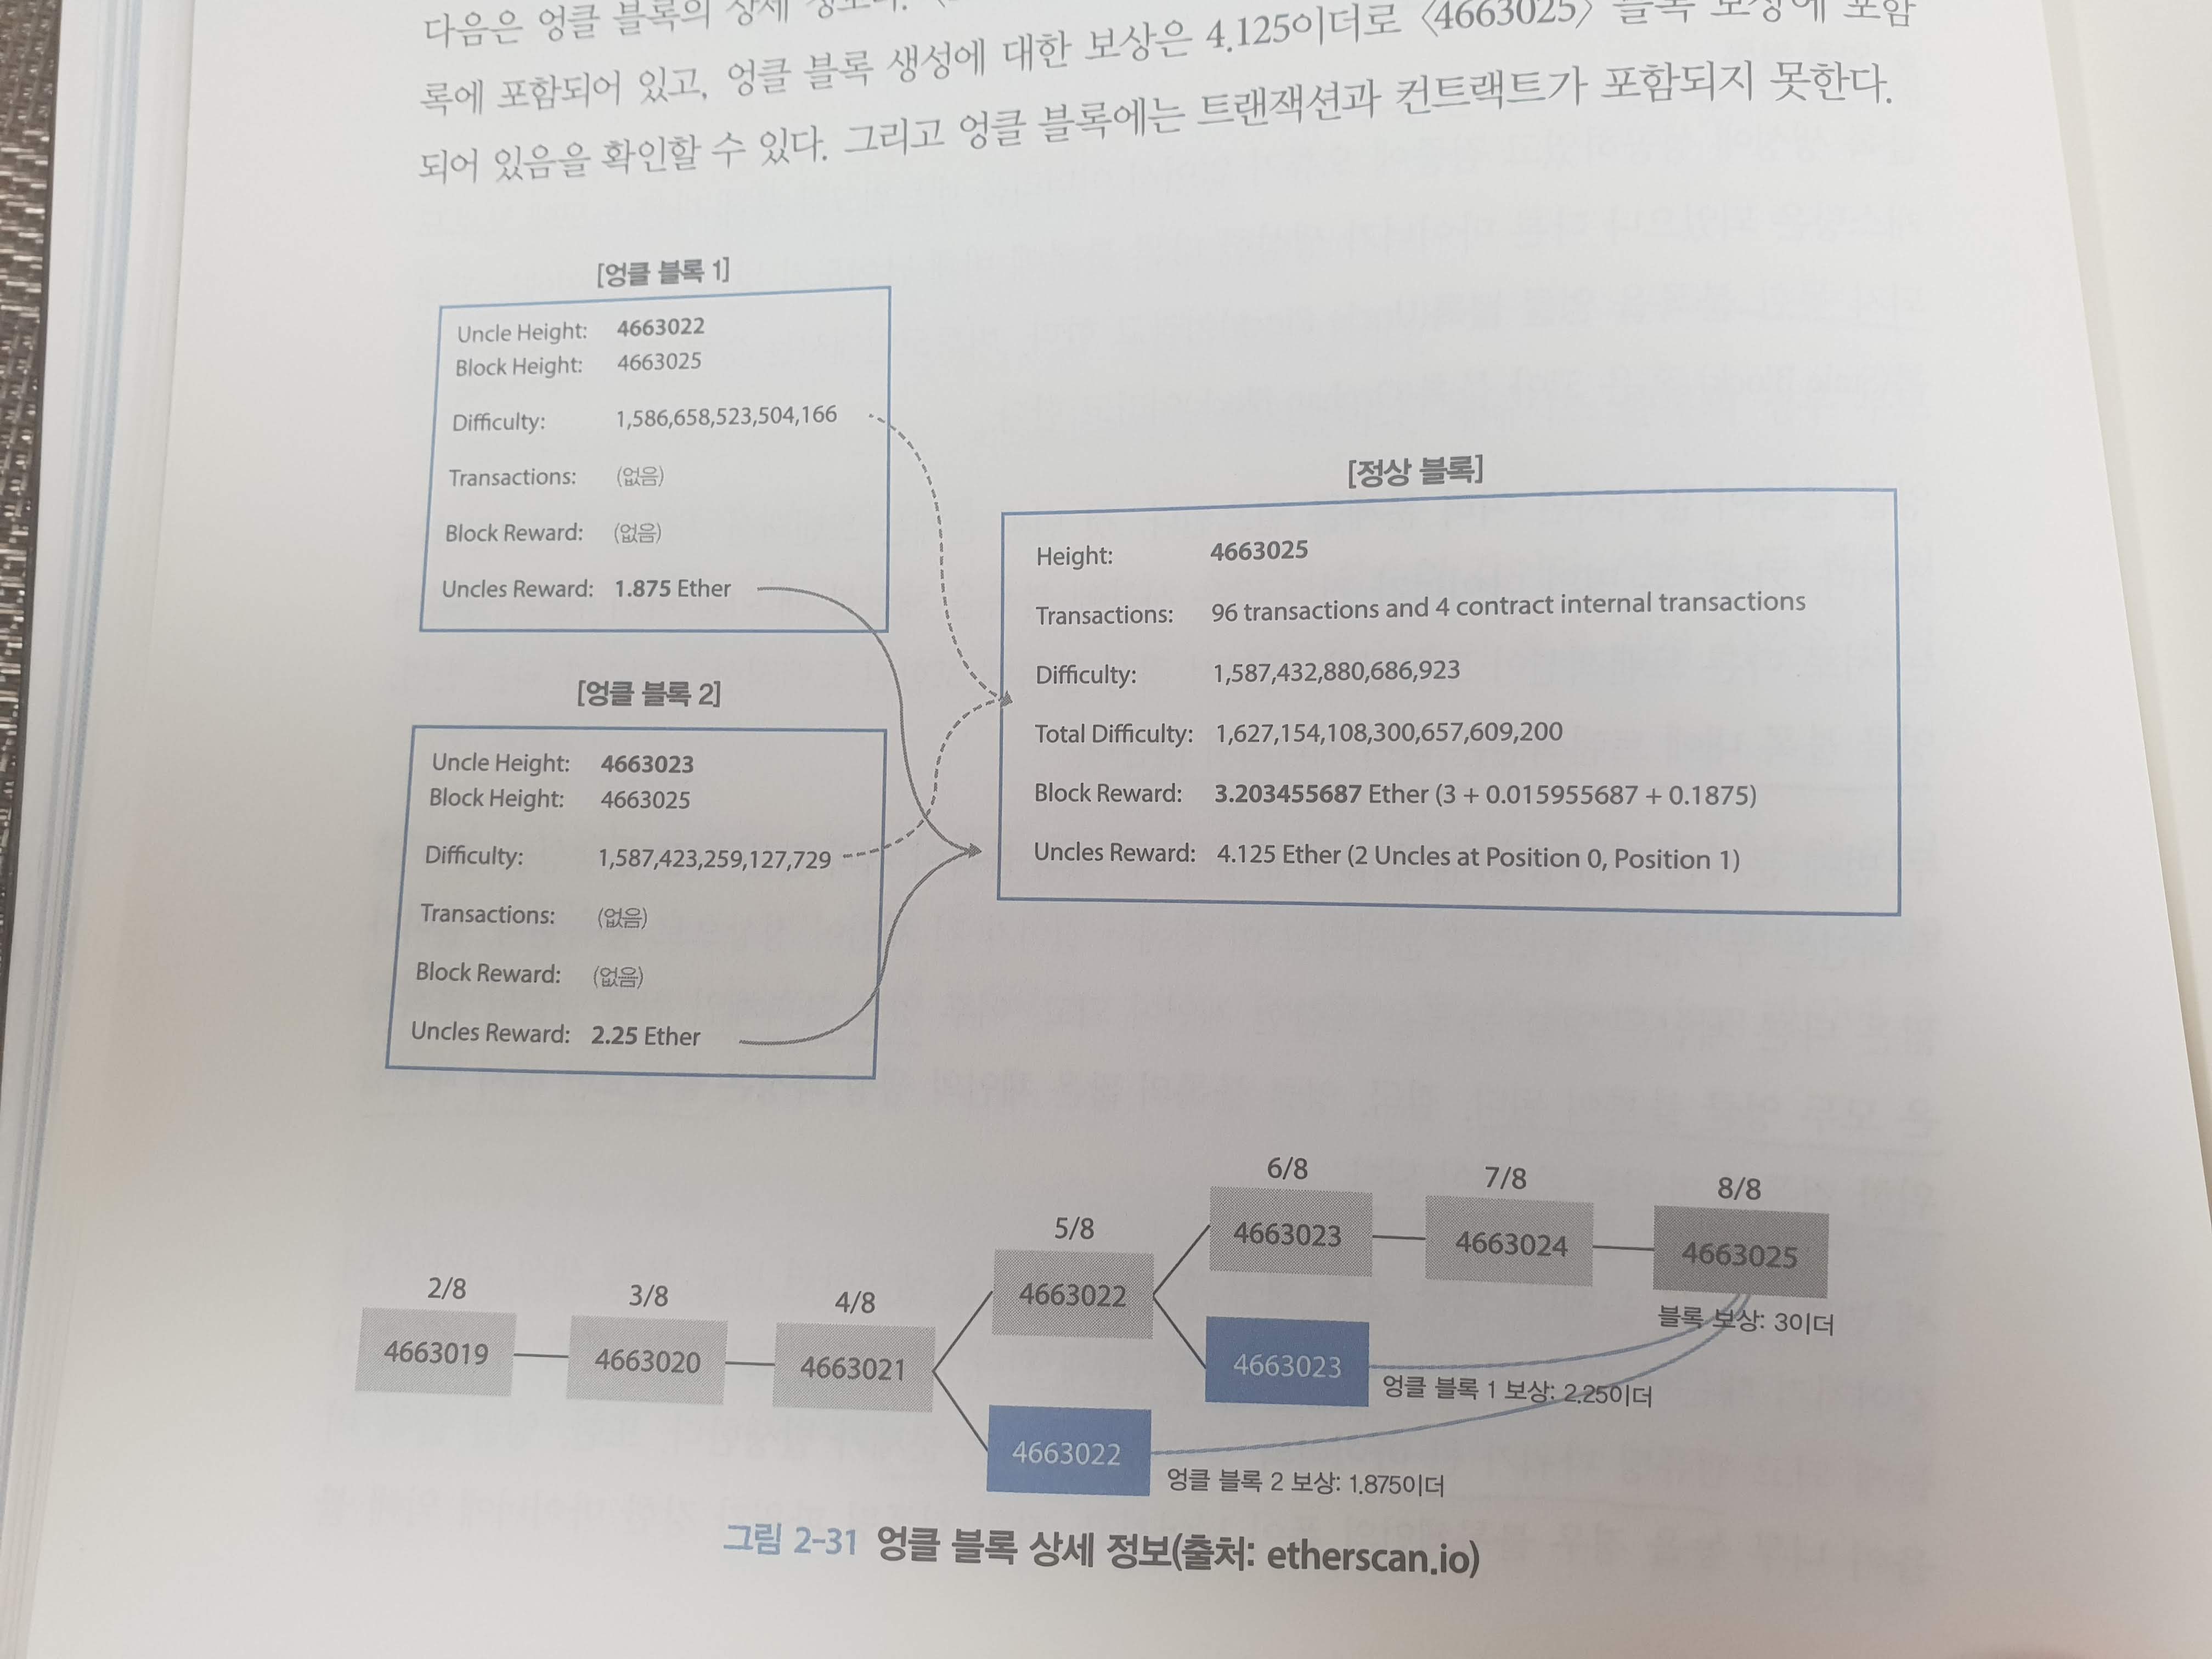 다음은 엉클 블록의 상세
록에 포함되어 있고, 엉클 블록 생성에 대한 보상은 4.125이더로 〈4663025〉 블록 보상에 포함
되어 있음을 확인할 수 있다. 그리고 엉클 블록에는 트랜잭션과 컨트랙트가 포함되지 못한다.
[엉클 블록 1]
Uncle Height: 4663022
Block Height: 4663025
Difficulty: 1,586,658,523,504,166
Transactions: (없음)
Block Reward: (없음)
Uncles Reward: 1.875 Ether
[엉클 블록 2]
Uncle Height: 4663023
Block Height: 4663025
Difficulty: 1,587,423,259,127,729
Transactions: (없음)
Block Reward: (없음)
Uncles Reward: 2.25 Ether
[정상 블록]
Height: 4663025
Transactions: 96 transactions and 4 contract internal transactions
Difficulty: 1,587,432,880,686,923
Total Difficulty: 1,627,154,108,300,657,609,200
Block Reward: 3.203455687 Ether (3 + 0.015955687 + 0.1875)
Uncles Reward: 4.125 Ether (2 Uncles at Position 0, Position 1)
2/8
4663019
3/8
4663020
4/8
4663021
5/8
4663022
6/8
4663023
7/8
4663024
8/8
4663025
블록 보상: 3이더
4663023
엉클 블록 1 보상: 2.25이더
4663022
엉클 블록 2 보상: 1.875이더
그림 2-31 엉클 블록 상세 정보(출처: etherscan.io)